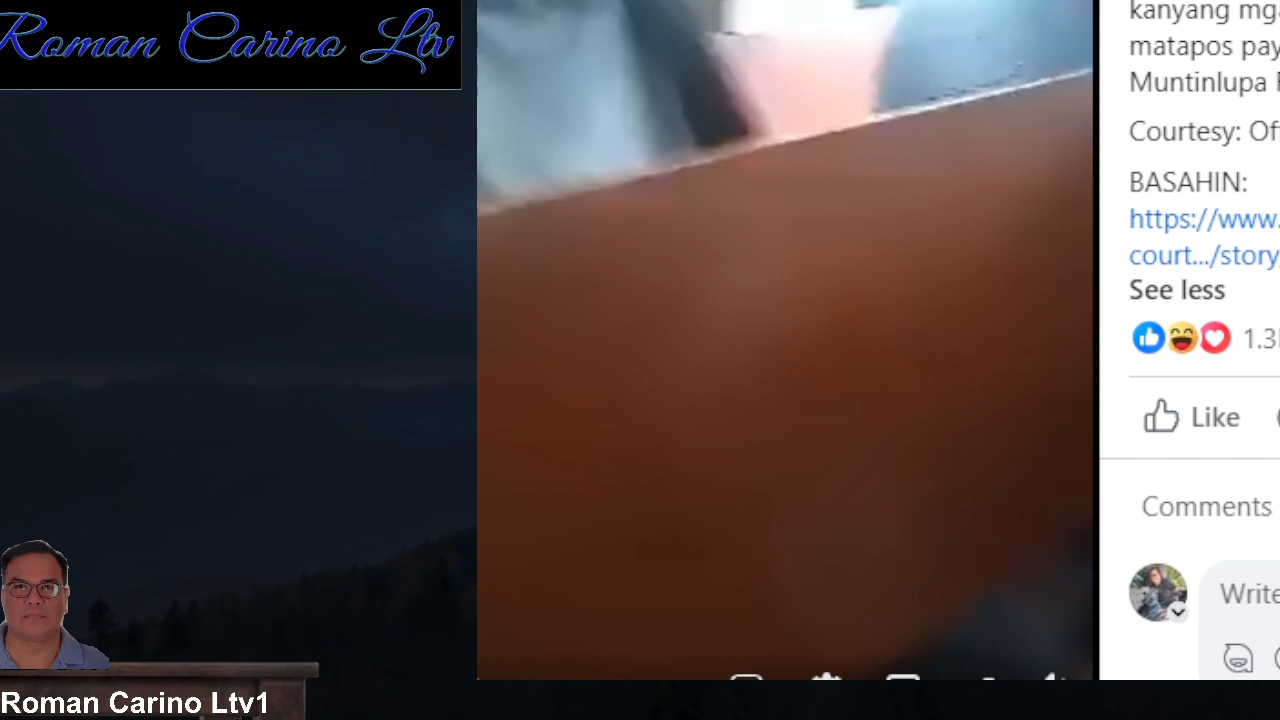 Roman Carino Ltv
kanyang mga
matapos pay
Muntinlupa
Courtesy: Of
BASAHIN:
https://www.
court.../story
See less
1.3
Like
Comments
Write
Roman Carino Ltv1